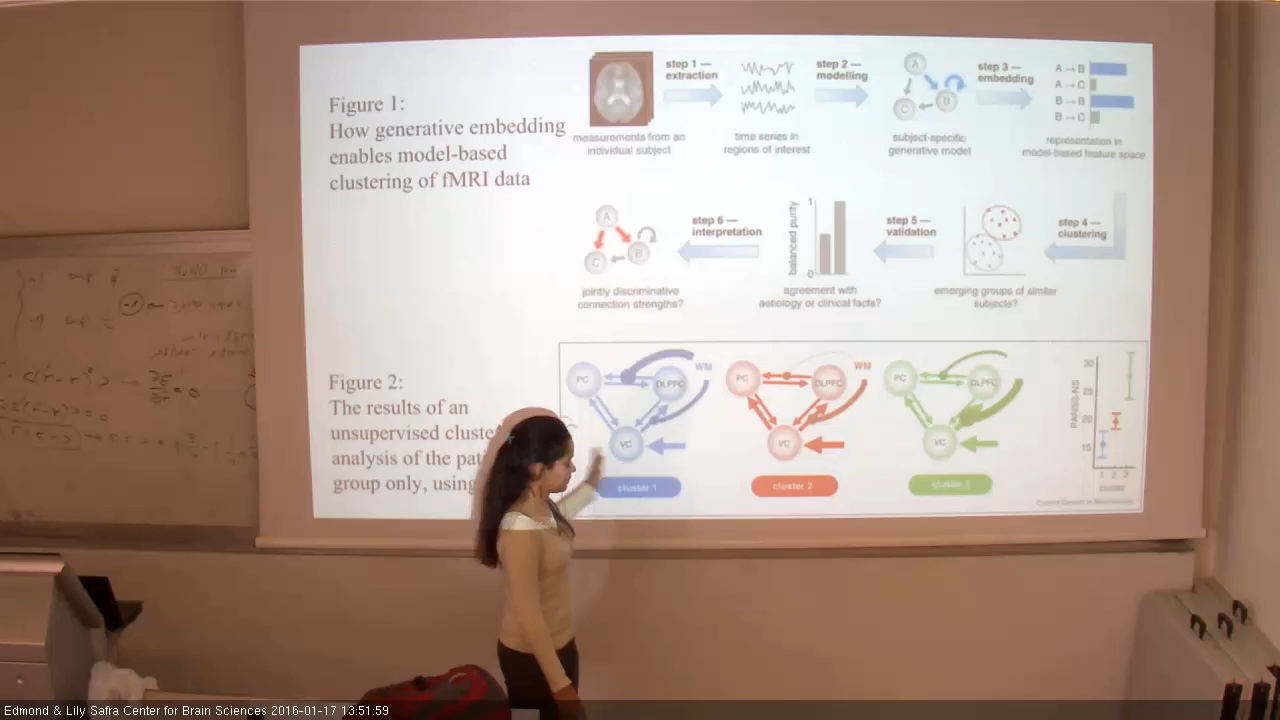 Figure 1:
How generative embedding
enables model-based
clustering of fMRI data
step 1 —
extraction
step 2 —
modelling
step 3 —
embedding
A
B
C
A → B
A → C
B → B
B → C
measurements from an
individual subject
time series in
regions of interest
subject-specific
generative model
representation in
model-based feature space
step 6 —
interpretation
step 5 —
validation
step 4 —
clustering
A
B
C
balanced purity
1
0
jointly discriminative
connection strengths?
agreement with
aetiology or clinical facts?
emerging groups of similar
subjects?
Figure 2:
The results of an
unsupervised cluste
analysis of the pati
group only, using
PC
DLPFC
VC
WM
cluster 1
PC
DLPFC
VC
WM
cluster 2
PC
DLPFC
VC
cluster 3
PANSS-NS
30
25
20
15
1 2 3
cluster
Current Opinion in Neurobiology
Edmond & Lily Safra Center for Brain Sciences 2016-01-17 13:51:59